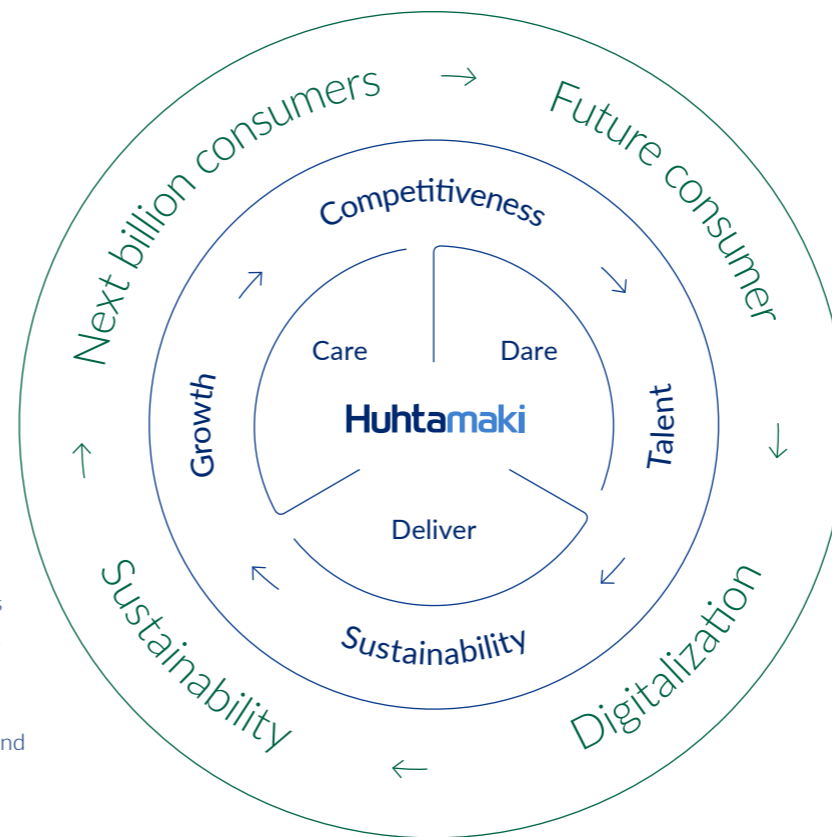 Next billion consumers
Future consumer
Digitalization
Sustainability
Competitiveness
Talent
Sustainability
Growth
Care
Dare
Huhtamaki
Deliver
s
nd